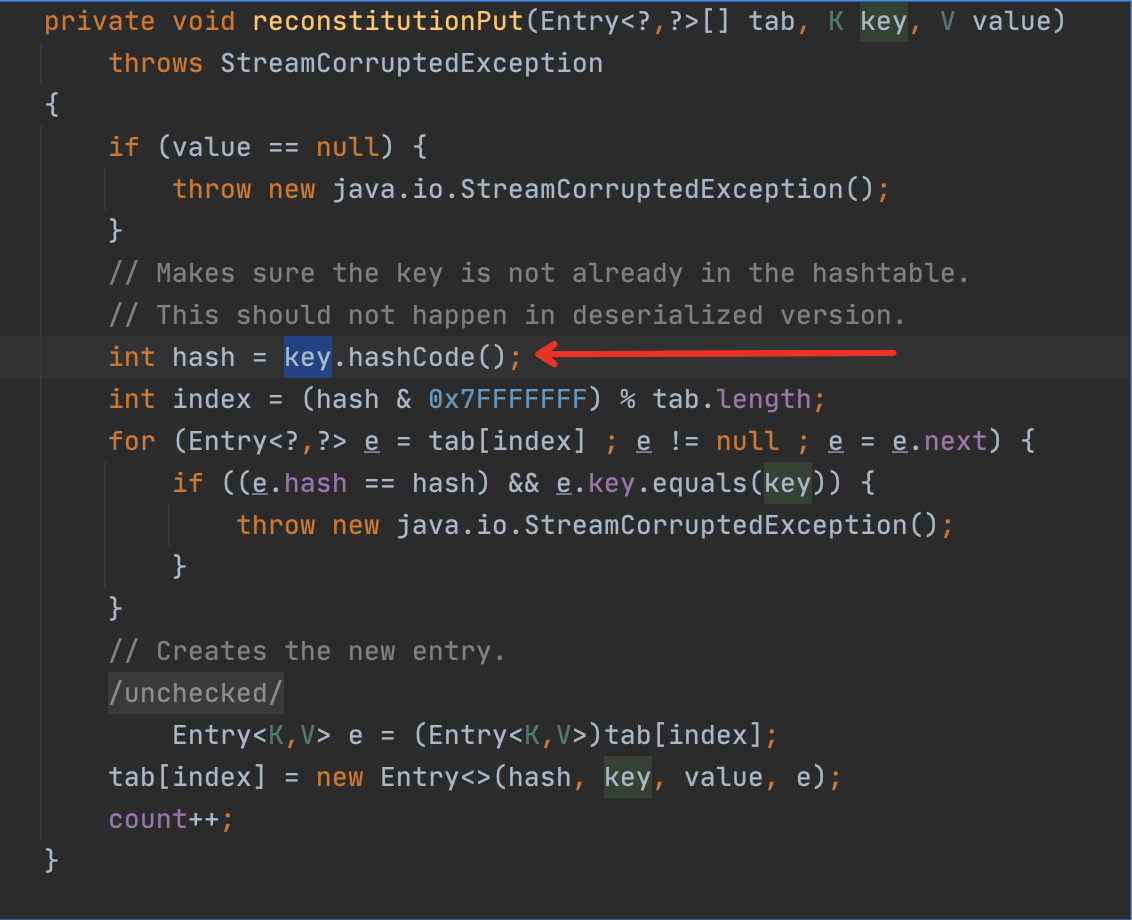 private void reconstitutionPut(Entry<?,?>[] tab, K key, V value)
throws StreamCorruptedException
{
if (value == null) {
throw new java.io.StreamCorruptedException();
}
// Makes sure the key is not already in the hashtable.
// This should not happen in deserialized version.
int hash = key.hashCode();
int index = (hash & 0x7FFFFFFF) % tab.length;
for (Entry<?,?> e = tab[index] ; e != null ; e = e.next) {
if ((e.hash == hash) && e.key.equals(key)) {
throw new java.io.StreamCorruptedException();
}
}
// Creates the new entry.
/unchecked/
Entry<K,V> e = (Entry<K,V>)tab[index];
tab[index] = new Entry<>(hash, key, value, e);
count++;
}